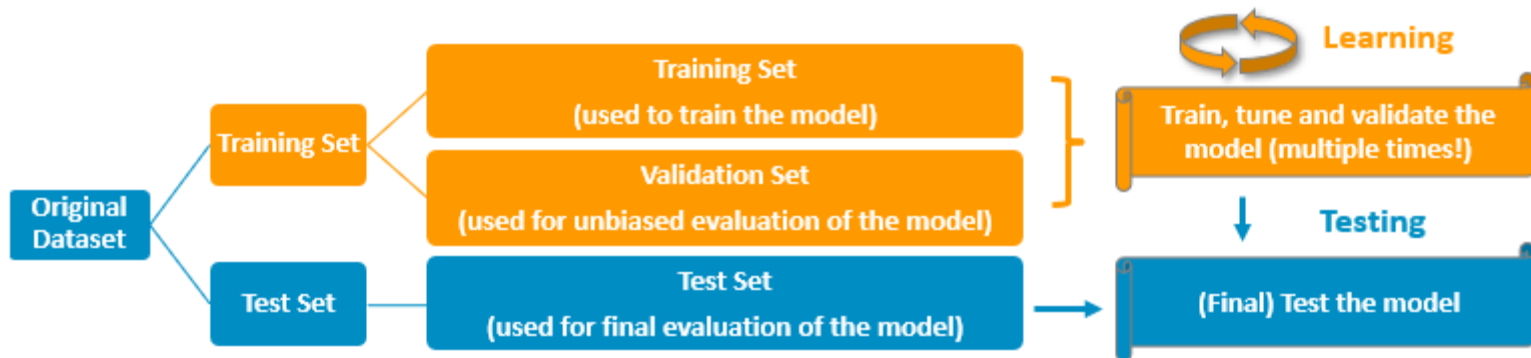 Original
Dataset
Training Set
Test Set
Training Set
(used to train the model)
Validation Set
(used for unbiased evaluation of the model)
Test Set
(used for final evaluation of the model)
Learning
Train, tune and validate the
model (multiple times!)
Testing
(Final) Test the model